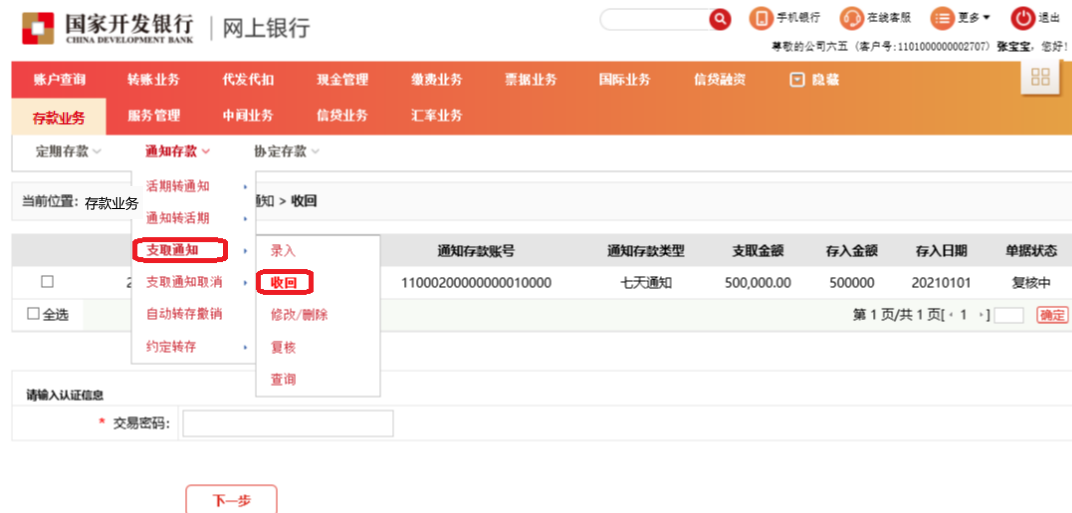 国家开发银行
CHINA DEVELOPMENT BANK
网上银行
手机银行 在线客服 更多 退出
尊敬的公司六五（客户号:1101000000002707）张宝宝，您好！
账户查询 转账业务 代发代扣 现金管理 缴费业务 票据业务 国际业务 信贷融资 隐藏
存款业务 服务管理 中间业务 信贷业务 汇率业务
定期存款 通知存款 协定存款
活期转通知
当前位置：存款业务 通知 > 收回
通知转活期
支取通知 录入 通知存款账号 通知存款类型 支取金额 存入金额 存入日期 单据状态
支取通知取消 收回 11000200000000010000 七天通知 500,000.00 500000 20210101 复核中
全选 自动转存撤销 修改/删除 第 1 页/共 1 页[ 1 ] 确定
约定转存 复核
查询
请输入认证信息
* 交易密码：
下一步